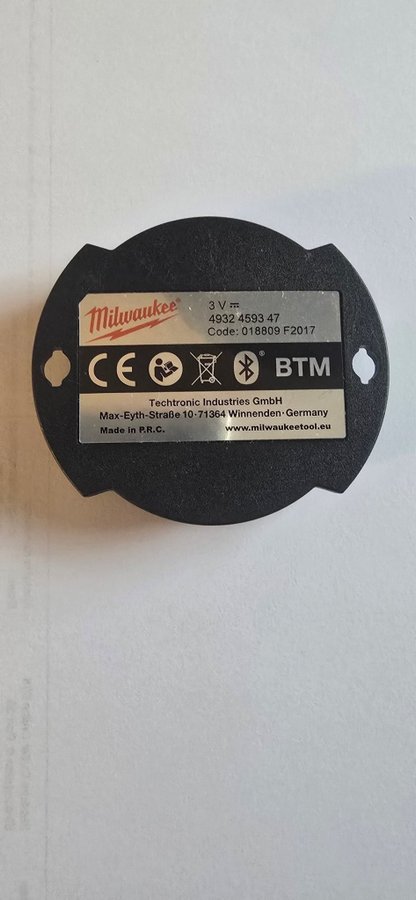 Milwaukee®
3 V ⎓
4932 4593 47
Code: 018809 F2017
CE
BTM
Techtronic Industries GmbH
Max-Eyth-Straße 10·71364 Winnenden·Germany
Made in P.R.C. www.milwaukeetool.eu